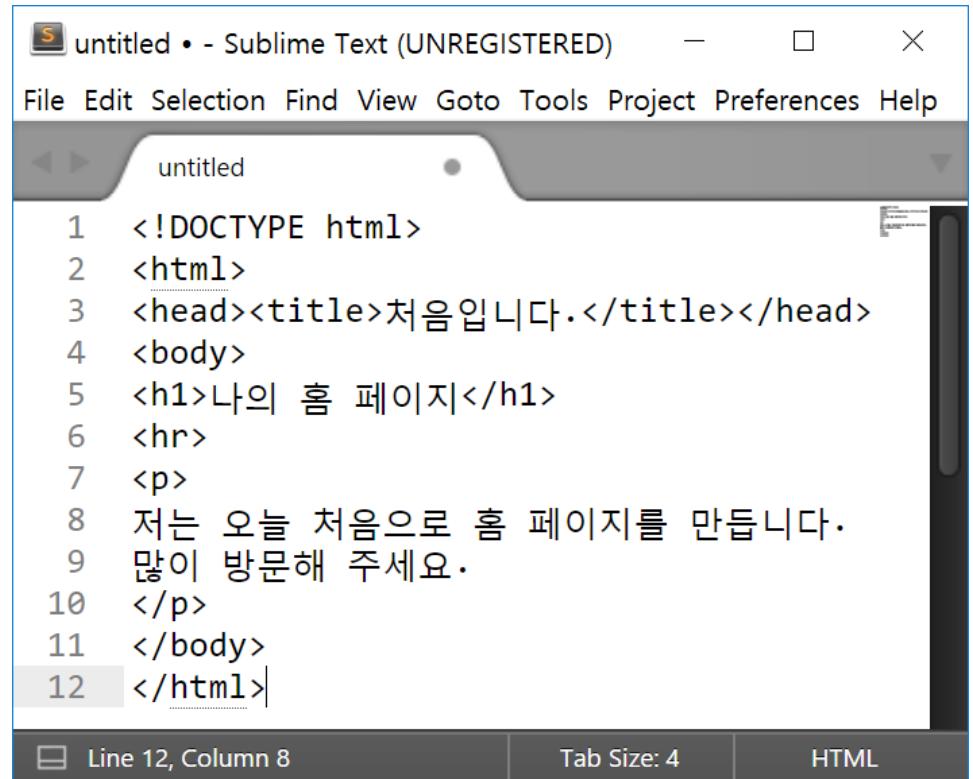 untitled • - Sublime Text (UNREGISTERED)
File Edit Selection Find View Goto Tools Project Preferences Help
untitled
1 <!DOCTYPE html>
2 <html>
3 <head><title>처음입니다.</title></head>
4 <body>
5 <h1>나의 홈 페이지</h1>
6 <hr>
7 <p>
8 저는 오늘 처음으로 홈 페이지를 만듭니다.
9 많이 방문해 주세요.
10 </p>
11 </body>
12 </html>
Line 12, Column 8 Tab Size: 4 HTML